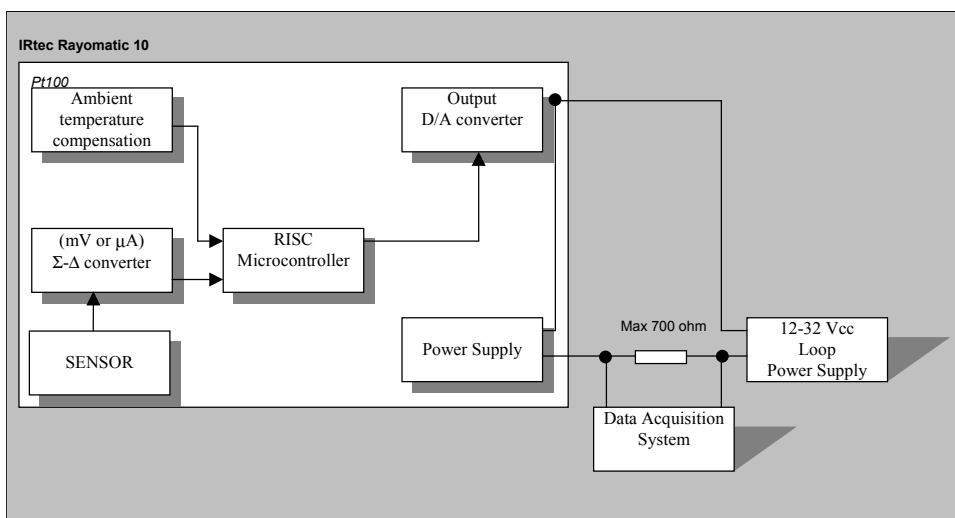 IRtec Rayomatic 10
Pt100
Ambient
temperature
compensation
Output
D/A converter
(mV or µA)
Σ-Δ converter
RISC
Microcontroller
SENSOR
Power Supply
Max 700 ohm
12-32 Vcc
Loop
Power Supply
Data Acquisition
System